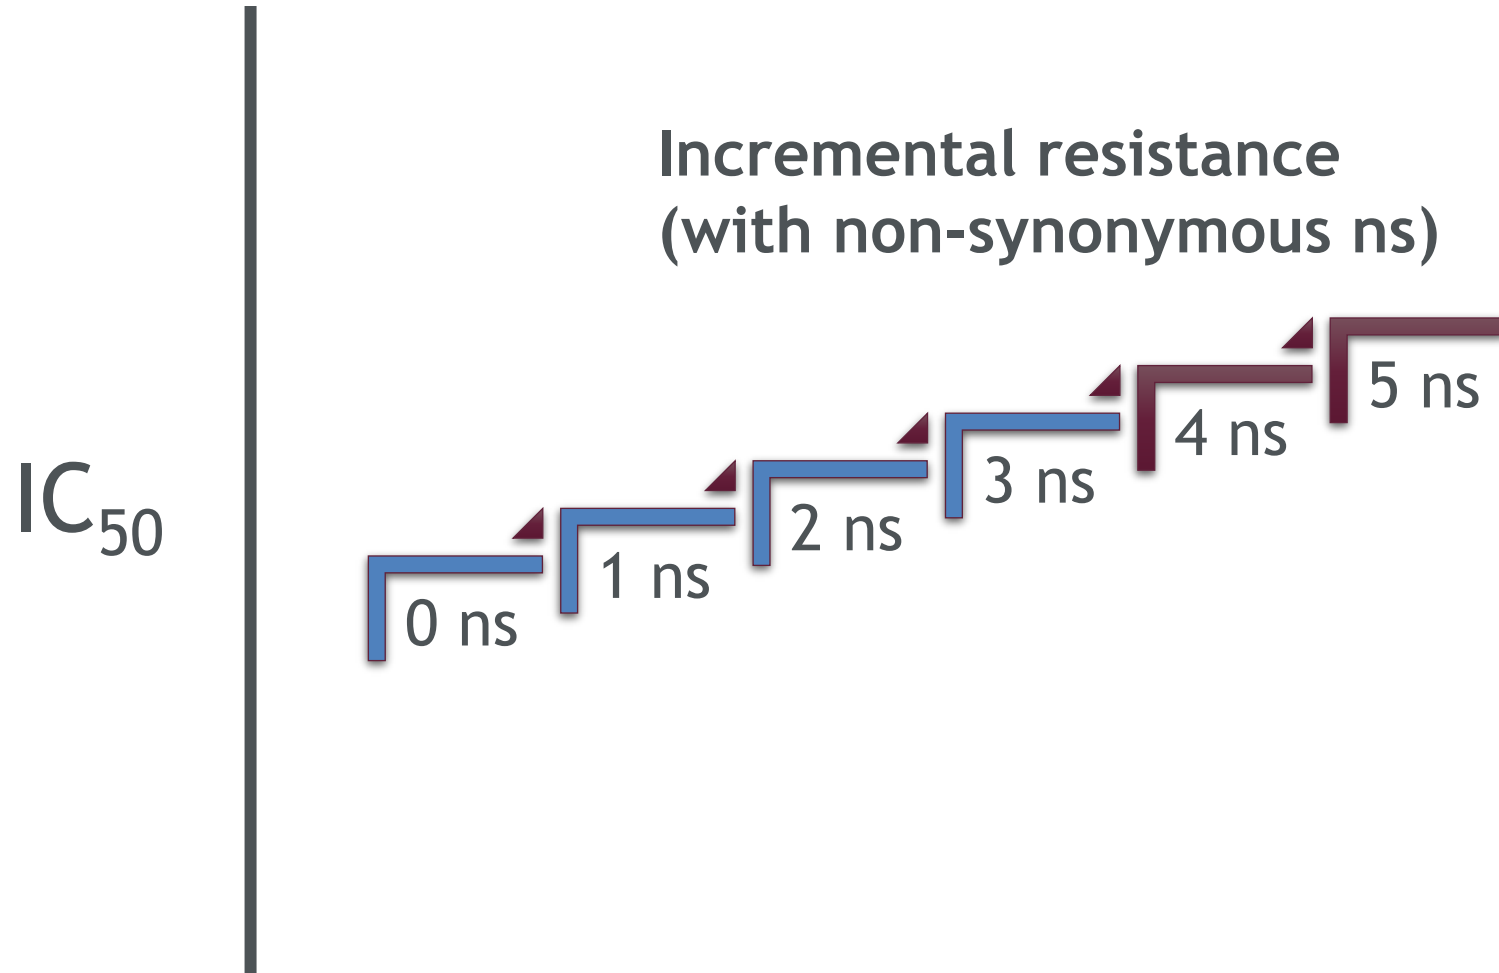 Incremental resistance
(with non-synonymous ns)
5 ns
4 ns
3 ns
IC50
2 ns
1 ns
0 ns